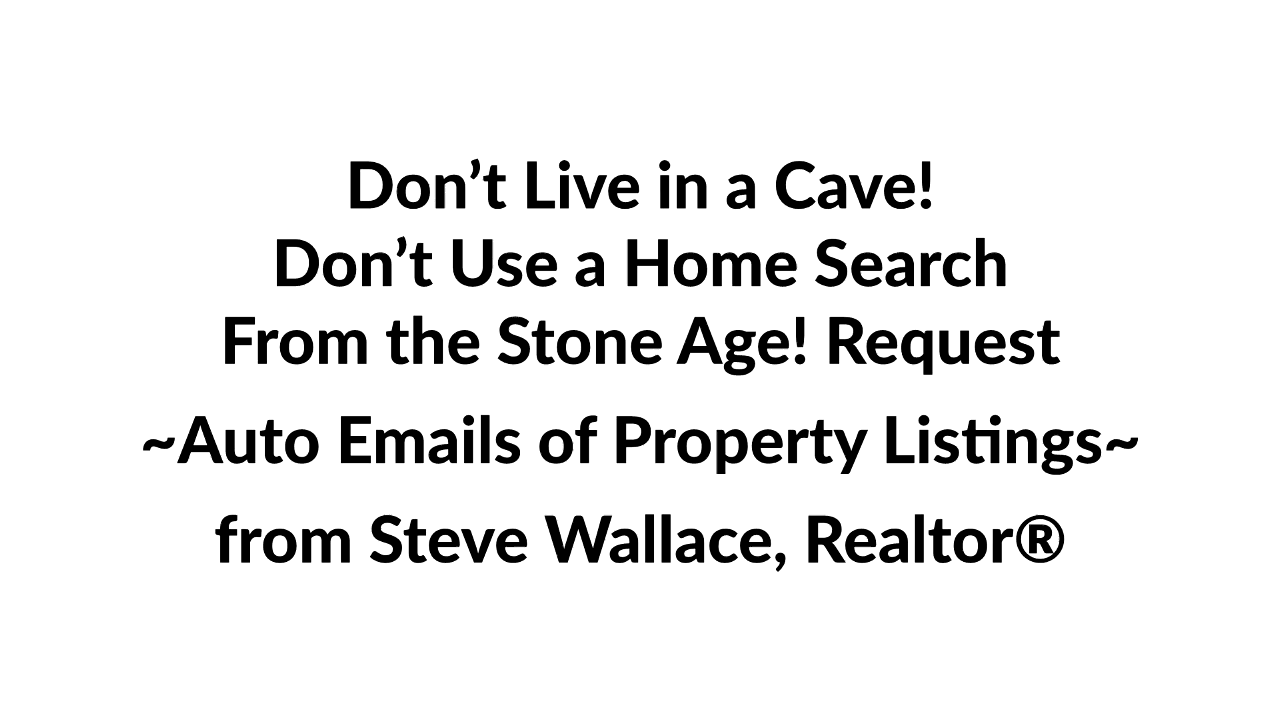 Don’t Live in a Cave!
Don’t Use a Home Search
From the Stone Age! Request
~Auto Emails of Property Listings~
from Steve Wallace, Realtor®